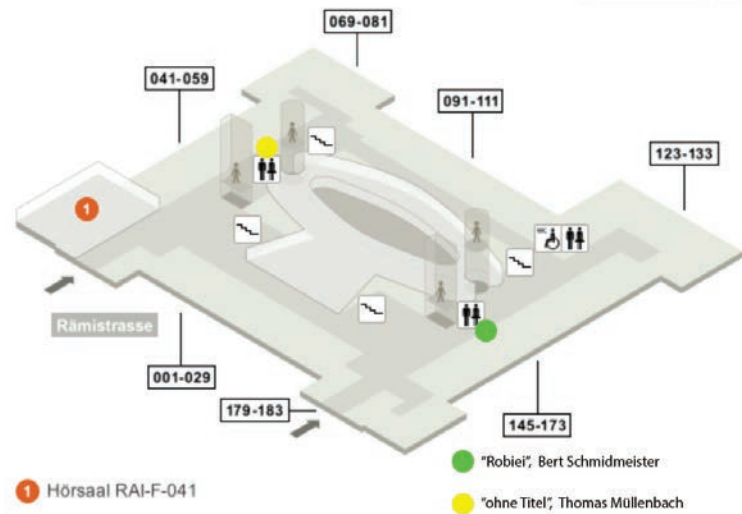 069-081
041-059
091-111
123-133
1
WC
Rämistrasse
001-029
179-183
145-173
"Robiei", Bert Schmidmeister
1 Hörsaal RAI-F-041
"ohne Titel", Thomas Müllenbach